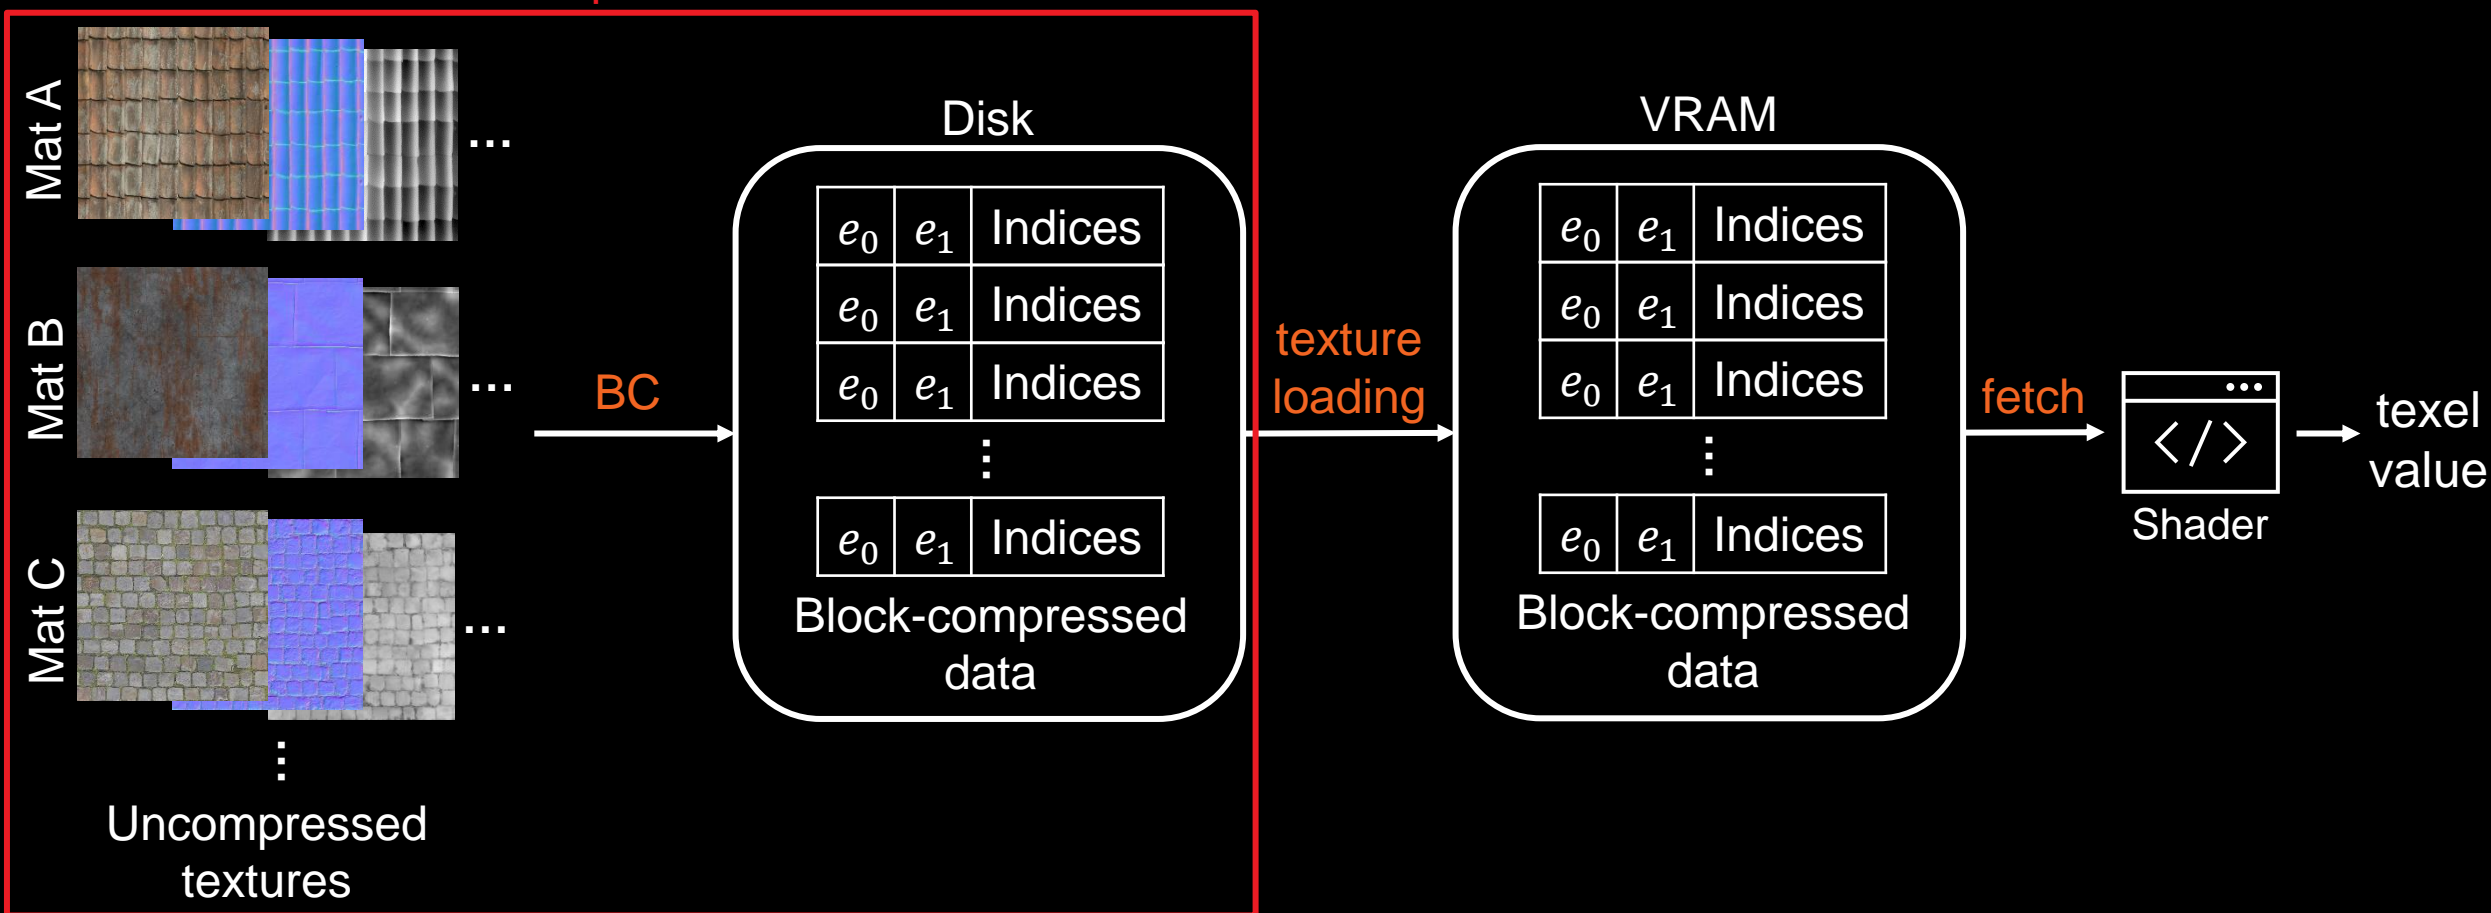 Mat A
...
Mat B
...
Mat C
...
⋮
Uncompressed
textures
BC
Disk
e₀ e₁ Indices
e₀ e₁ Indices
e₀ e₁ Indices
⋮
e₀ e₁ Indices
Block-compressed
data
texture
loading
VRAM
e₀ e₁ Indices
e₀ e₁ Indices
e₀ e₁ Indices
⋮
e₀ e₁ Indices
Block-compressed
data
fetch
</>
Shader
texel
value